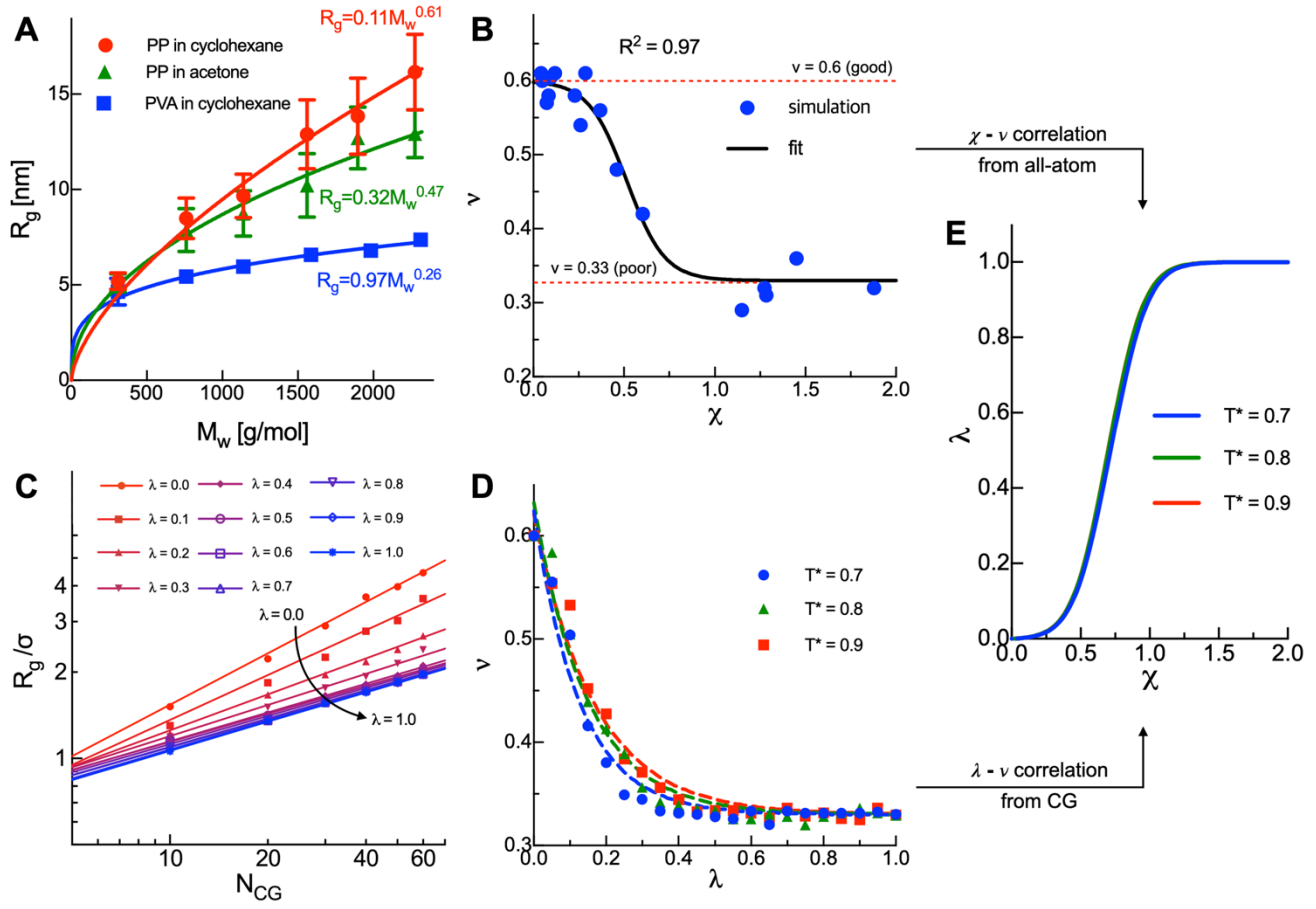 A
R_g=0.11M_w^0.61
PP in cyclohexane
PP in acetone
PVA in cyclohexane
R_g=0.32M_w^0.47
R_g=0.97M_w^0.26
R_g [nm]
15
10
5
0
0
500
1000
1500
2000
M_w [g/mol]
B
R² = 0.97
ν = 0.6 (good)
simulation
fit
ν = 0.33 (poor)
ν
0.6
0.5
0.4
0.3
0.2
0.0
0.5
1.0
1.5
2.0
χ
χ - ν correlation
from all-atom
E
λ
1.0
0.8
0.6
0.4
0.2
0.0
T* = 0.7
T* = 0.8
T* = 0.9
0.0
0.5
1.0
1.5
2.0
χ
C
λ = 0.0
λ = 0.4
λ = 0.8
λ = 0.1
λ = 0.5
λ = 0.9
λ = 0.2
λ = 0.6
λ = 1.0
λ = 0.3
λ = 0.7
λ = 0.0
λ = 1.0
R_g/σ
4
3
2
1
10
20
40
60
N_CG
D
T* = 0.7
T* = 0.8
T* = 0.9
ν
0.6
0.5
0.4
0.3
0.0
0.2
0.4
0.6
0.8
1.0
λ
λ - ν correlation
from CG